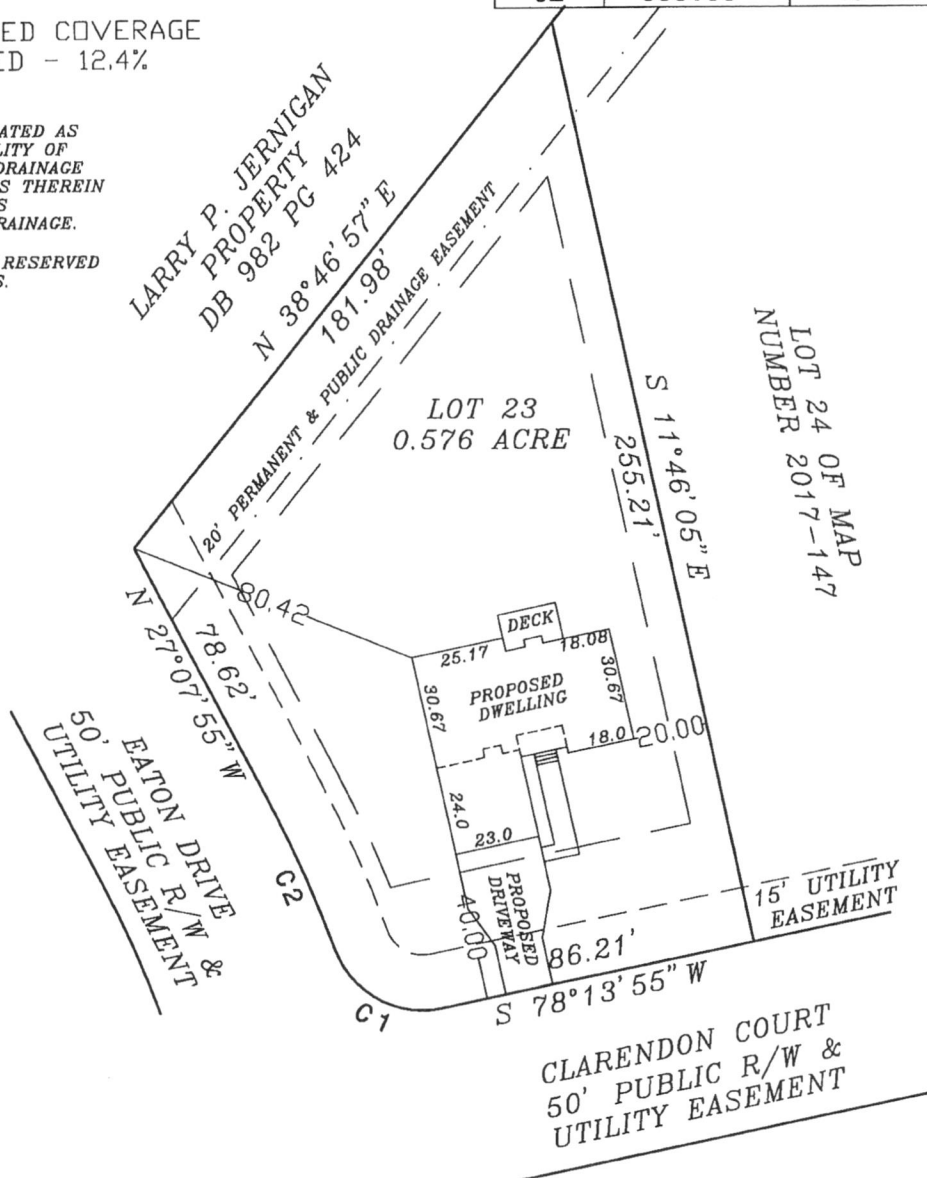 ED COVERAGE
ED - 12.4%
ATED AS
LITY OF
DRAINAGE
S THEREIN
S
RAINAGE.
RESERVED
S.
LARRY P. JERNIGAN
PROPERTY
DB 982 PG 424
N 38°46'57" E
181.98'
20' PERMANENT & PUBLIC DRAINAGE EASEMENT
LOT 23
0.576 ACRE
S 11°46'05" E
255.21'
LOT 24 OF MAP
NUMBER 2017-147
80.42
N 27°07'55" W
78.62'
DECK
25.17
18.08
30.67
30.67
PROPOSED
DWELLING
18.0
20.00
24.0
23.0
EATON DRIVE
50' PUBLIC R/W &
UTILITY EASEMENT
C2
C1
40.00
PROPOSED
DRIVEWAY
15' UTILITY
EASEMENT
86.21'
S 78°13'55" W
CLARENDON COURT
50' PUBLIC R/W &
UTILITY EASEMENT